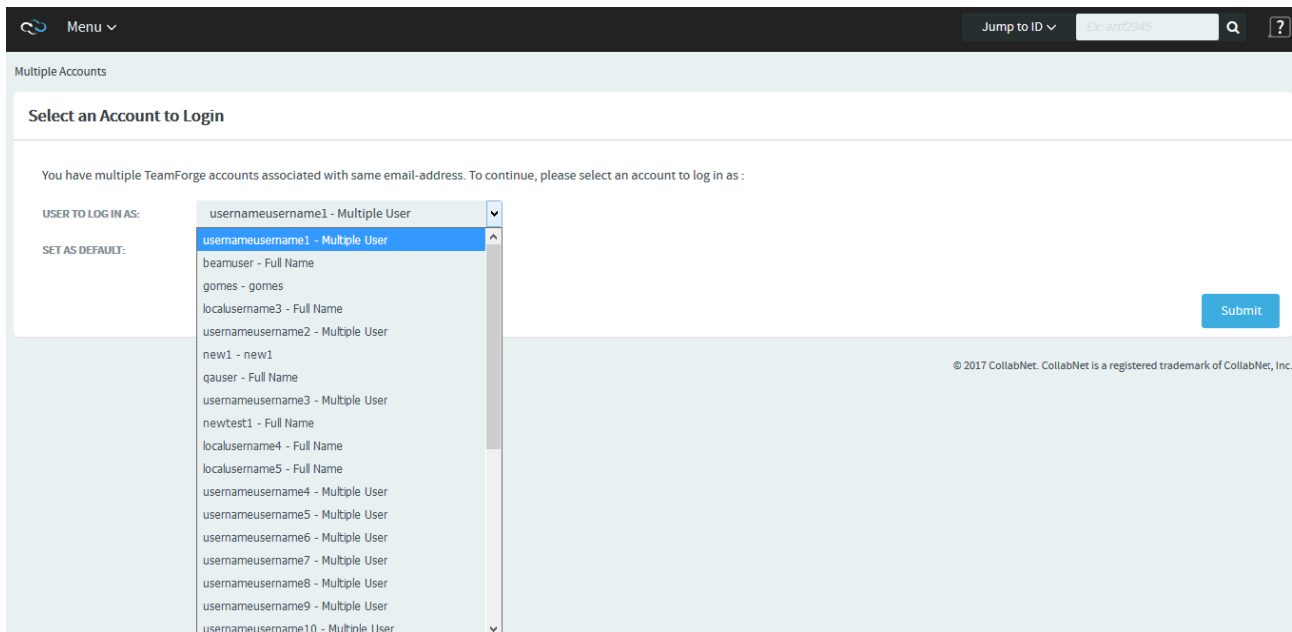 Menu
Jump to ID
Ex: artf2345
?
Multiple Accounts
Select an Account to Login
You have multiple TeamForge accounts associated with same email-address. To continue, please select an account to log in as :
USER TO LOG IN AS:
usernameusername1 - Multiple User
SET AS DEFAULT:
usernameusername1 - Multiple User
beamuser - Full Name
gomes - gomes
localusername3 - Full Name
usernameusername2 - Multiple User
new1 - new1
qauser - Full Name
usernameusername3 - Multiple User
newtest1 - Full Name
localusername4 - Full Name
localusername5 - Full Name
usernameusername4 - Multiple User
usernameusername5 - Multiple User
usernameusername6 - Multiple User
usernameusername7 - Multiple User
usernameusername8 - Multiple User
usernameusername9 - Multiple User
usernameusername10 - Multiple User
Submit
© 2017 CollabNet. CollabNet is a registered trademark of CollabNet, Inc.